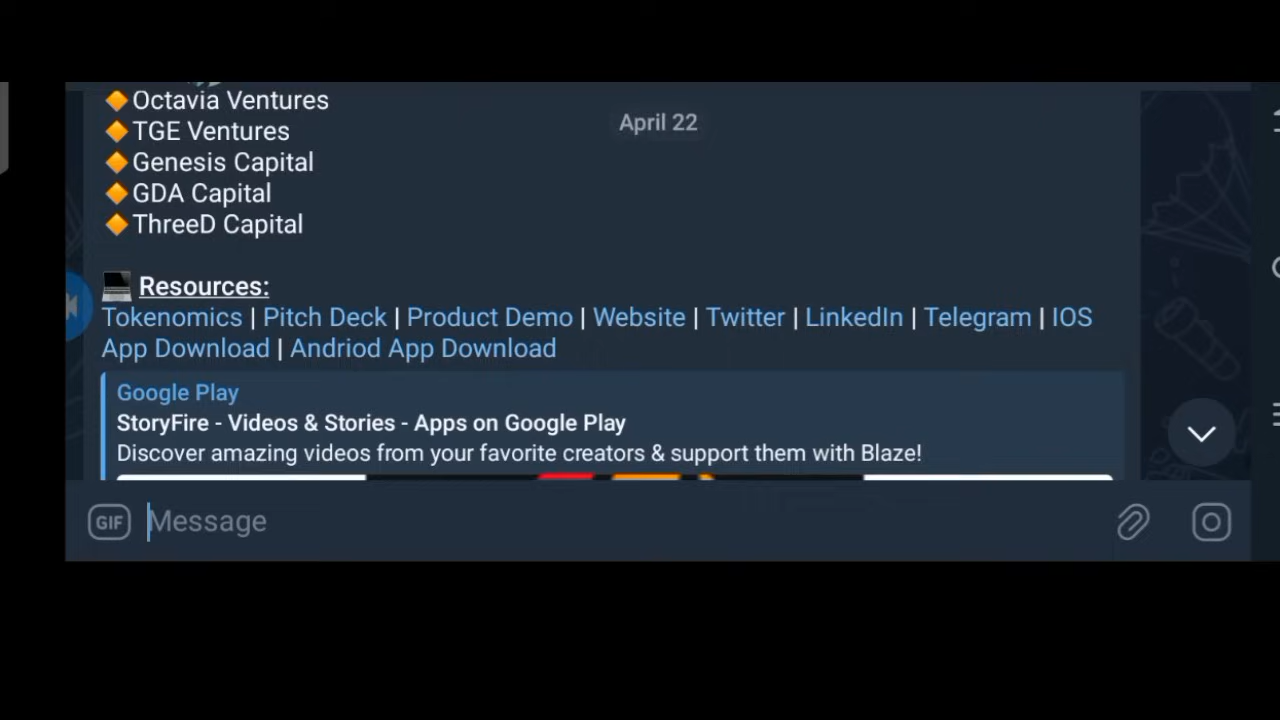 Octavia Ventures
April 22
TGE Ventures
Genesis Capital
GDA Capital
ThreeD Capital
Resources:
Tokenomics | Pitch Deck | Product Demo | Website | Twitter | LinkedIn | Telegram | IOS
App Download | Andriod App Download
Google Play
StoryFire - Videos & Stories - Apps on Google Play
Discover amazing videos from your favorite creators & support them with Blaze!
GIF Message